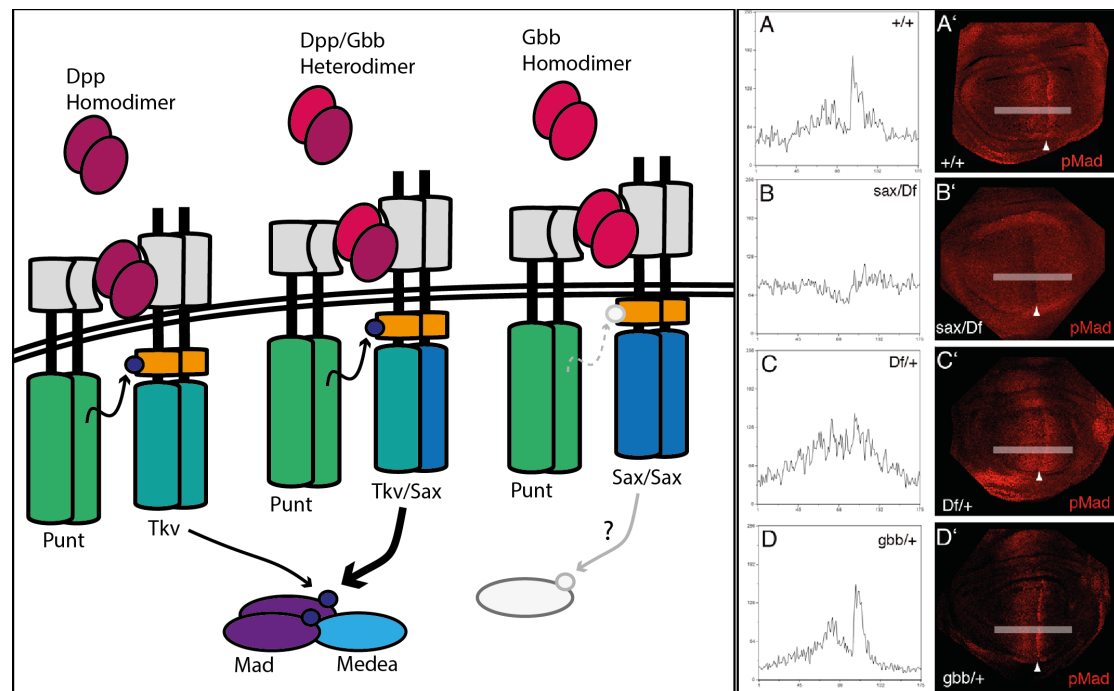 Dpp
Homodimer
Dpp/Gbb
Heterodimer
Gbb
Homodimer
Punt
Tkv
Punt
Tkv/Sax
Punt
Sax/Sax
?
Mad
Medea
A
+/+
A'
+/+
pMad
B
sax/Df
B'
sax/Df
pMad
C
Df/+
C'
Df/+
pMad
D
gbb/+
D'
gbb/+
pMad